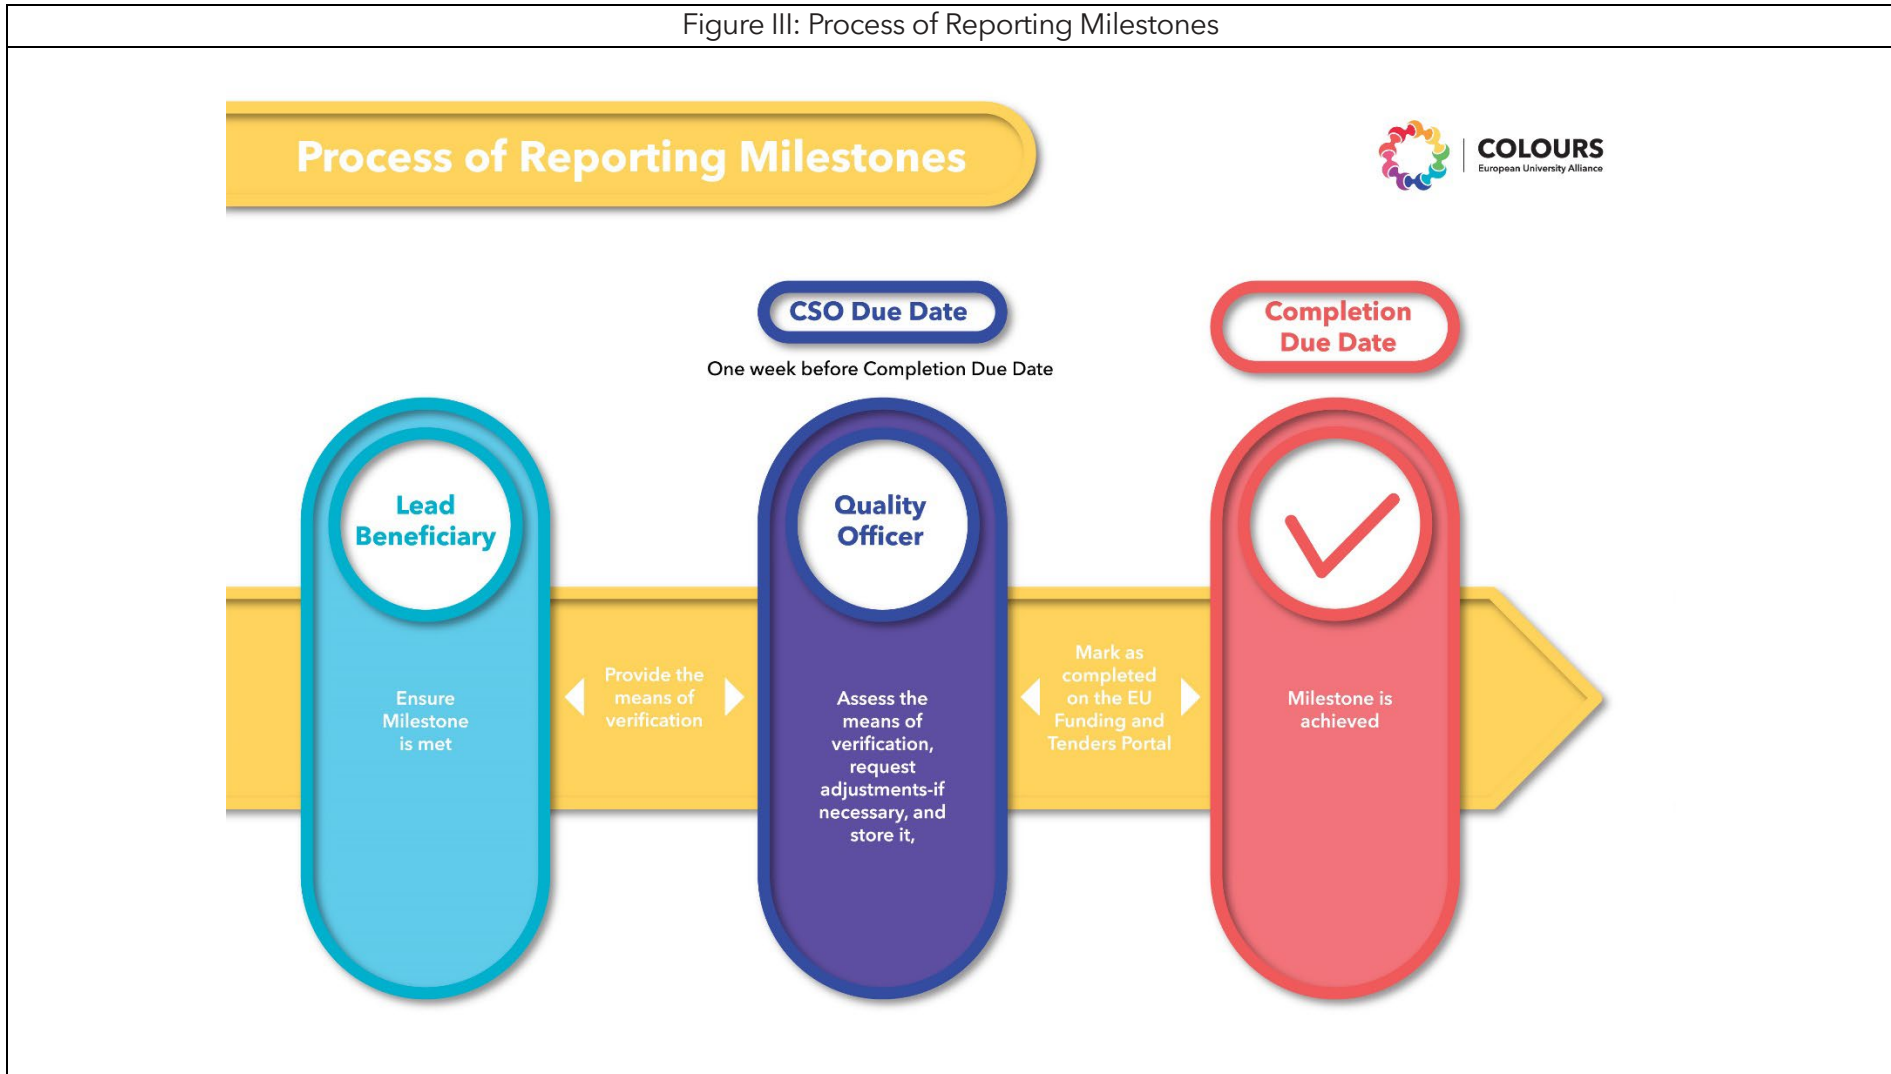 Figure III: Process of Reporting Milestones
Process of Reporting Milestones
COLOURS
European University Alliance
CSO Due Date
One week before Completion Due Date
Completion
Due Date
Lead
Beneficiary
Ensure
Milestone
is met
Provide the
means of
verification
Quality
Officer
Assess the
means of
verification,
request
adjustments-if
necessary, and
store it,
Mark as
completed
on the EU
Funding and
Tenders Portal
Milestone is
achieved